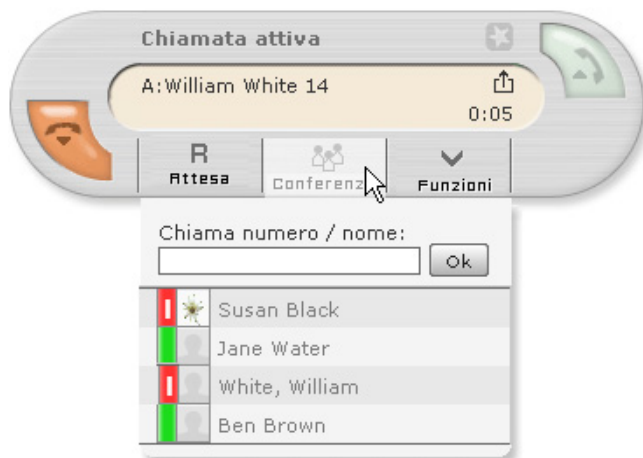 Chiamata attiva
A:William White 14
0:05
R
Attesa
Conferenz
Funzioni
Chiama numero / nome:
Ok
Susan Black
Jane Water
White, William
Ben Brown